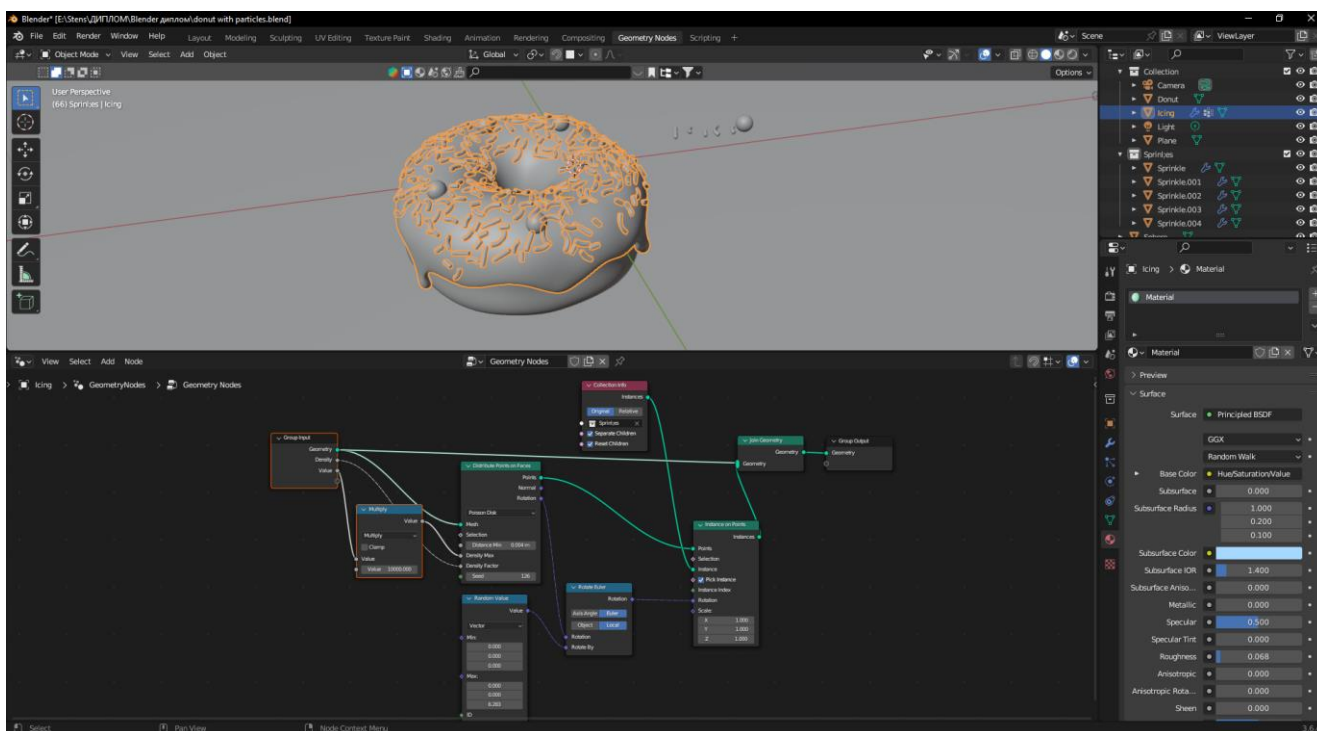 Blender* [E:\Stens\ДИПЛОМ\Blender диплом\donut with particles.blend]
File Edit Render Window Help Layout Modeling Sculpting UV Editing Texture Paint Shading Animation Rendering Compositing Geometry Nodes Scripting + Scene ViewLayer
Object Mode View Select Add Object Global
Options
User Perspective
(66) Sprinkles | Icing
Collection
Camera
Donut
Icing
Light
Plane
Sprinkles
Sprinkle
Sprinkle.001
Sprinkle.002
Sprinkle.003
Sprinkle.004
Icing > Material
Material
Material
Preview
Surface
Surface Principled BSDF
GGX
Random Walk
Base Color Hue/Saturation/Value
Subsurface 0.000
Subsurface Radius 1.000
0.200
0.100
Subsurface Color
Subsurface IOR 1.400
Subsurface Aniso... 0.000
Metallic 0.000
Specular 0.500
Specular Tint 0.000
Roughness 0.068
Anisotropic 0.000
Anisotropic Rota... 0.000
Sheen 0.000
View Select Add Node Geometry Nodes
Icing > GeometryNodes > Geometry Nodes
Group Input
Geometry
Density
Value
Multiply
Value
Multiply
Clamp
Value
Value 10000.000
Distribute Points on Faces
Points
Normal
Rotation
Poisson Disk
Mesh
Selection
Distance Min 0.004 m
Density Max
Density Factor
Seed 126
Random Value
Value
Vector
Min:
0.000
0.000
0.000
Max:
0.000
0.000
6.283
ID
Collection Info
Instances
Original Relative
Sprinkles
Separate Children
Reset Children
Rotate Euler
Rotation
Axis Angle Euler
Object Local
Rotation
Rotate By
Instance on Points
Instances
Points
Selection
Instance
Pick Instance
Instance Index
Rotation
Scale
X 1.000
Y 1.000
Z 1.000
Join Geometry
Geometry
Geometry
Group Output
Geometry
Select Pan View Node Context Menu 3.6